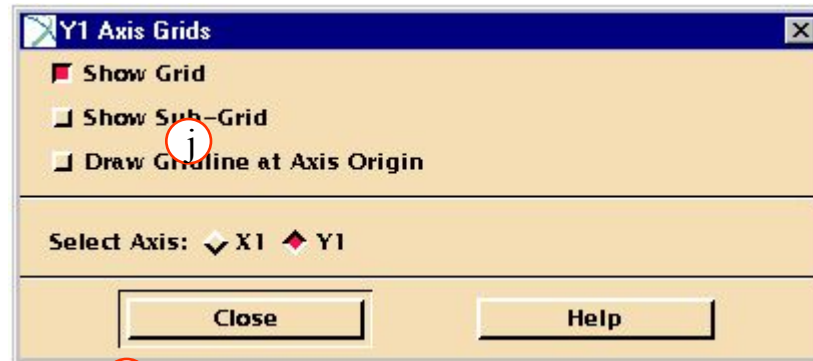 Y1 Axis Grids
Show Grid
Show Sub-Grid
j
Draw Gridline at Axis Origin
Select Axis: X1 Y1
Close Help